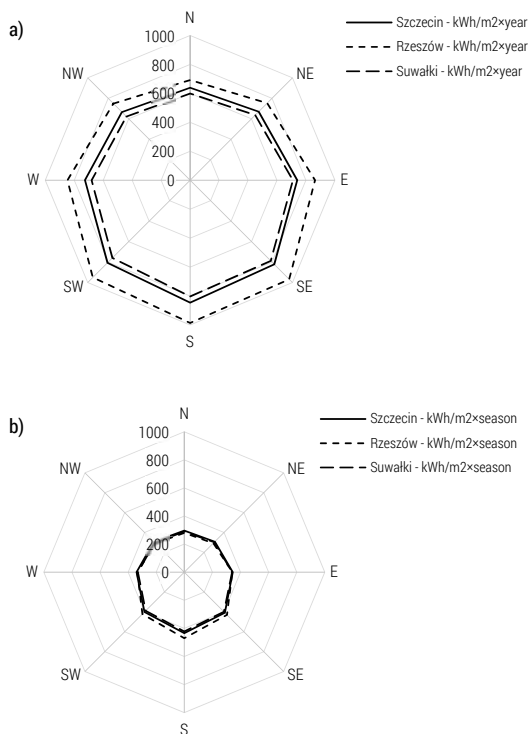 a)
N
NE
E
SE
S
SW
W
NW
1000
800
600
400
200
0
Szczecin - kWh/m2×year
Rzeszów - kWh/m2×year
Suwałki - kWh/m2×year
b)
N
NE
E
SE
S
SW
W
NW
1000
800
600
400
200
0
Szczecin - kWh/m2×season
Rzeszów - kWh/m2×season
Suwałki - kWh/m2×season